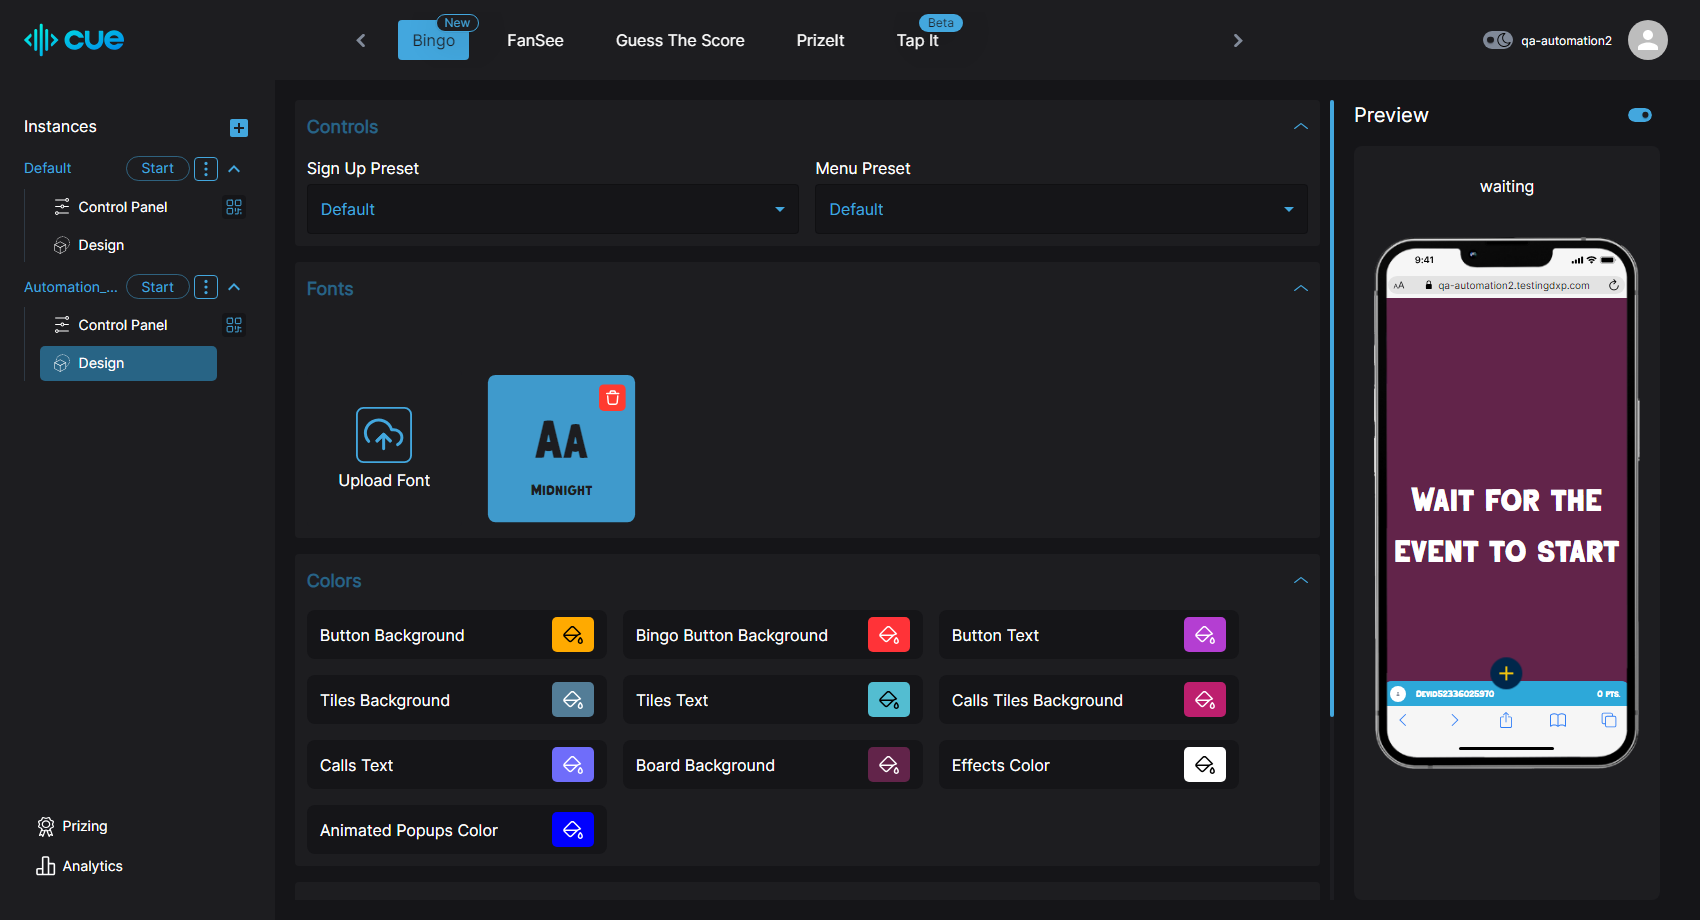 cue
New
Bingo
FanSee
Guess The Score
PrizeIt
Beta
Tap It
qa-automation2
Instances
Default
Start
Control Panel
Design
Automation_...
Start
Control Panel
Design
Prizing
Analytics
Controls
Sign Up Preset
Menu Preset
Default
Default
Fonts
Upload Font
AA
MIDNIGHT
Colors
Button Background
Bingo Button Background
Button Text
Tiles Background
Tiles Text
Calls Tiles Background
Calls Text
Board Background
Effects Color
Animated Popups Color
Preview
waiting
9:41
AA
qa-automation2.testingdxp.com
WAIT FOR THE
EVENT TO START
DEVID52336025970
0 PTS.